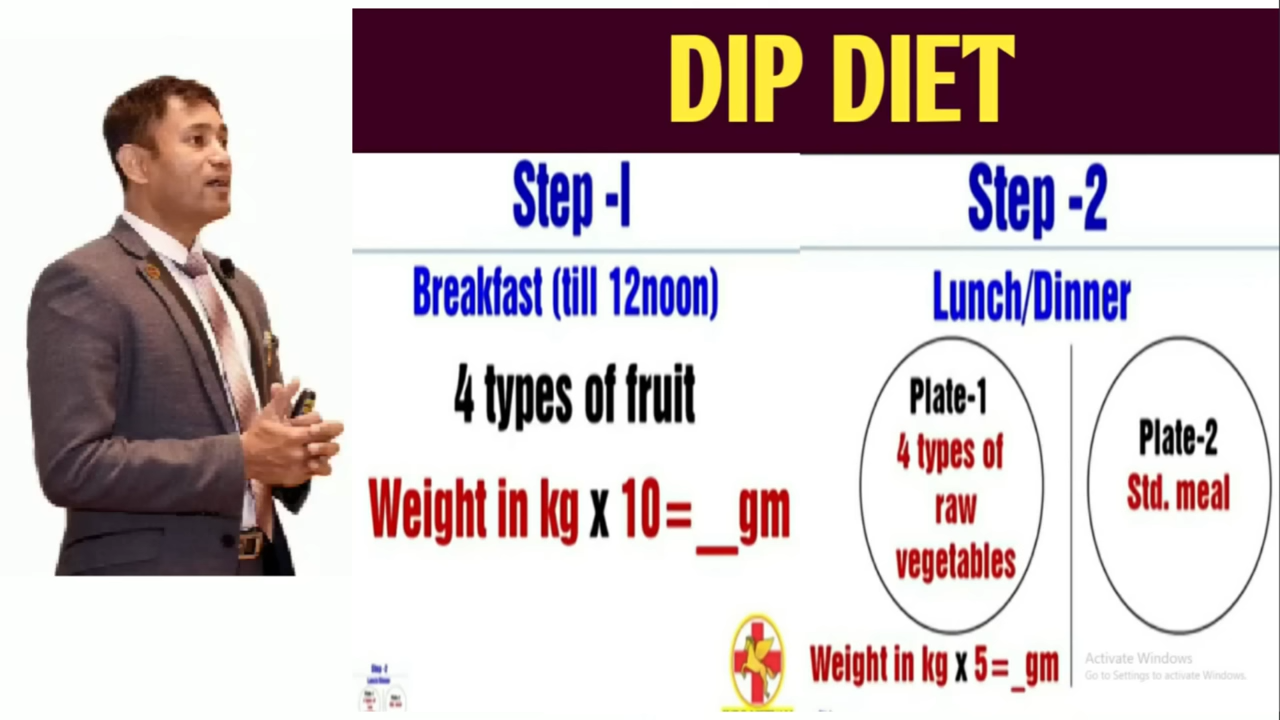 DIP DIET
Step -I
Breakfast (till 12noon)
4 types of fruit
Weight in kg x 10=__gm
Step -2
Lunch/Dinner
Plate-1
4 types of
raw
vegetables
Weight in kg x 5=_gm
Plate-2
Std. meal
Activate Windows
Go to Settings to activate Windows.